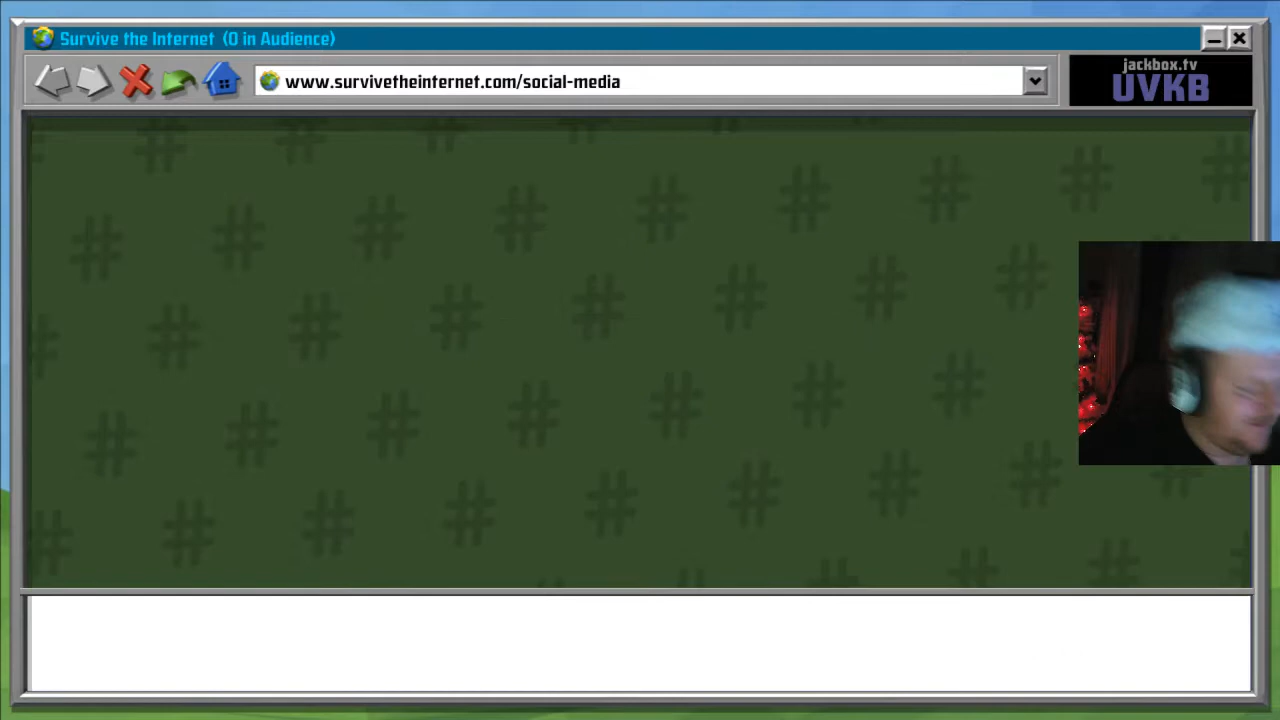 Survive the Internet (0 in Audience)
www.survivetheinternet.com/social-media
jackbox.tv
UVKB